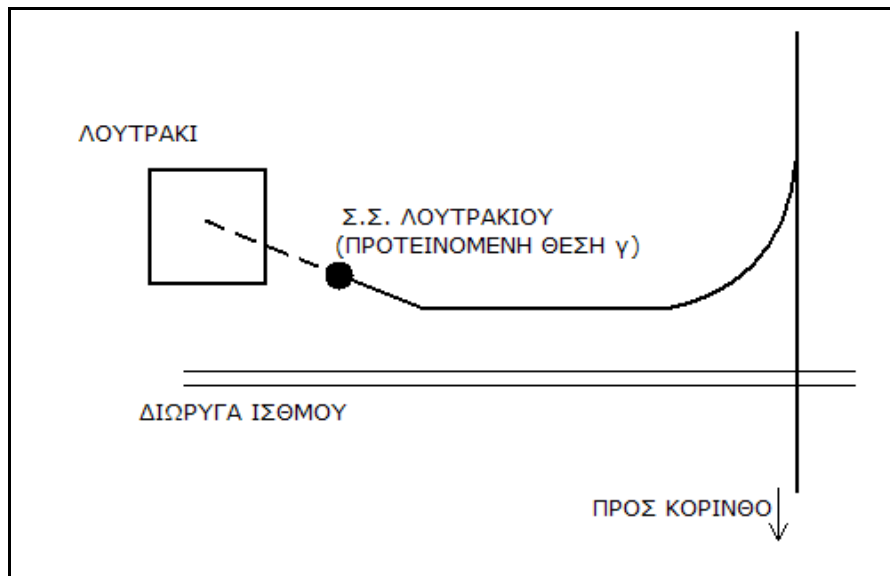 ΛΟΥΤΡΑΚΙ
Σ.Σ. ΛΟΥΤΡΑΚΙΟΥ
(ΠΡΟΤΕΙΝΟΜΕΝΗ ΘΕΣΗ γ)
ΔΙΩΡΥΓΑ ΙΣΘΜΟΥ
ΠΡΟΣ ΚΟΡΙΝΘΟ